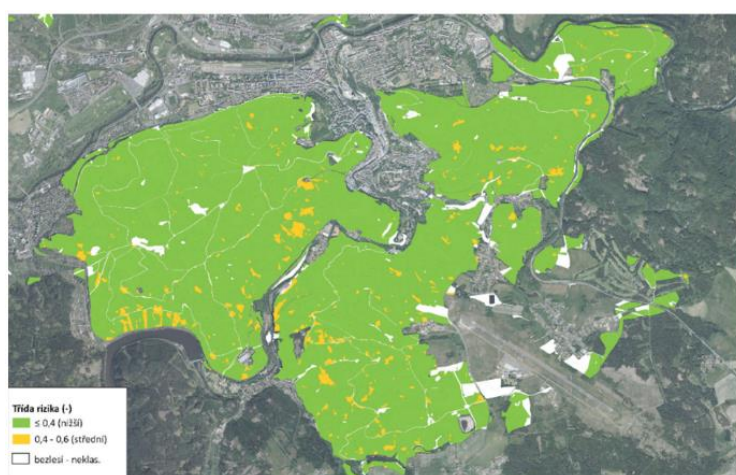 Třída rizika (-)
≤ 0,4 (nižší)
0,4 - 0,6 (střední)
bezlesí - neklas.